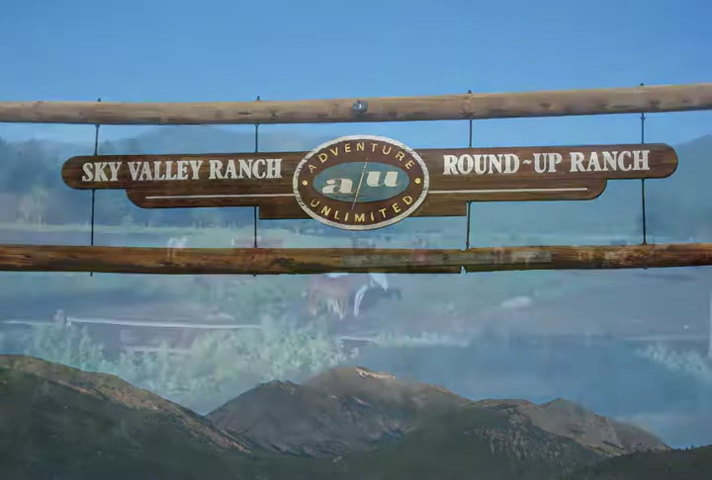 SKY VALLEY RANCH
ADVENTURE
a/u
UNLIMITED
ROUND~UP RANCH